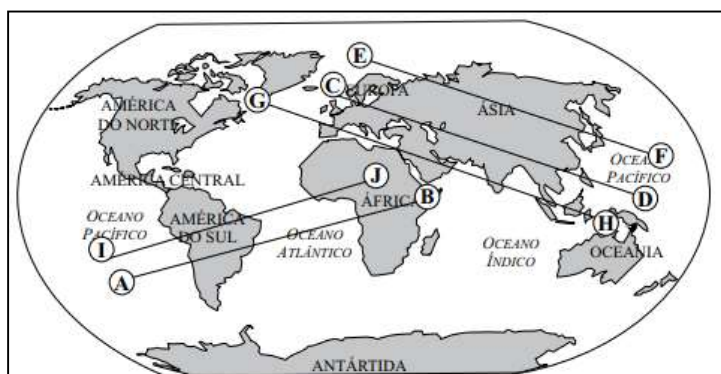 E
C
EUROPA
G
AMÉRICA
DO NORTE
ÁSIA
F
OCEANO
PACÍFICO
J
AMÉRICA CENTRAL
ÁFRICA
B
D
OCEANO
PACÍFICO
AMÉRICA
DO SUL
H
I
OCEANO
ATLÂNTICO
OCEANO
ÍNDICO
OCEANIA
A
ANTÁRTIDA